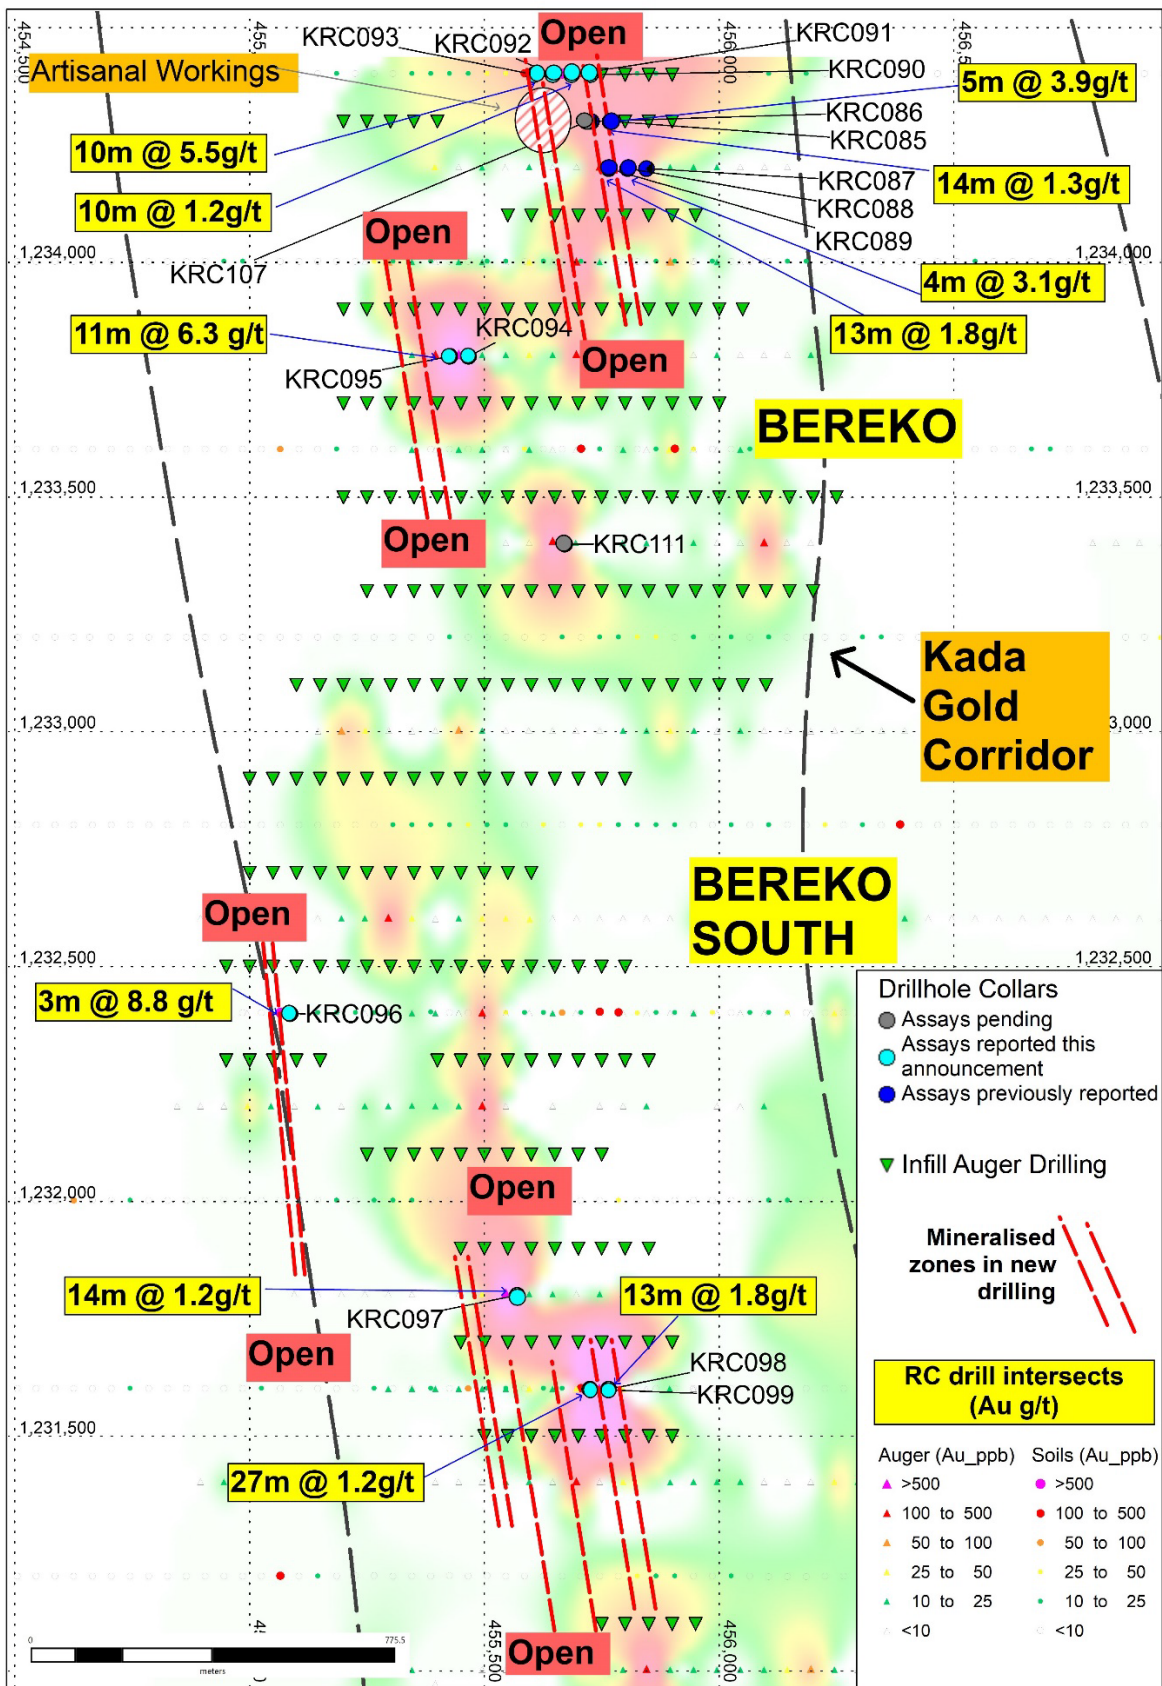 454,500
455,
456,000
456,5
KRC093
KRC092
Open
KRC091
KRC090
Artisanal Workings
5m @ 3.9g/t
KRC086
KRC085
10m @ 5.5g/t
14m @ 1.3g/t
KRC087
KRC088
KRC089
10m @ 1.2g/t
Open
KRC107
1,234,000
1,234,000
4m @ 3.1g/t
11m @ 6.3 g/t
KRC094
13m @ 1.8g/t
KRC095
Open
BEREKO
1,233,500
1,233,500
Open
KRC111
Kada
Gold
Corridor
1,233,000
3,000
BEREKO
SOUTH
Open
1,232,500
1,232,500
3m @ 8.8 g/t
KRC096
Drillhole Collars
Assays pending
Assays reported this
announcement
Assays previously reported
Infill Auger Drilling
Open
1,232,000
Mineralised
zones in new
drilling
14m @ 1.2g/t
13m @ 1.8g/t
KRC097
Open
KRC098
KRC099
RC drill intersects
(Au g/t)
1,231,500
27m @ 1.2g/t
Auger (Au_ppb)
Soils (Au_ppb)
>500
>500
100 to 500
100 to 500
50 to 100
50 to 100
25 to 50
25 to 50
10 to 25
10 to 25
<10
<10
455,500
456,000
Open
0
775.5
meters